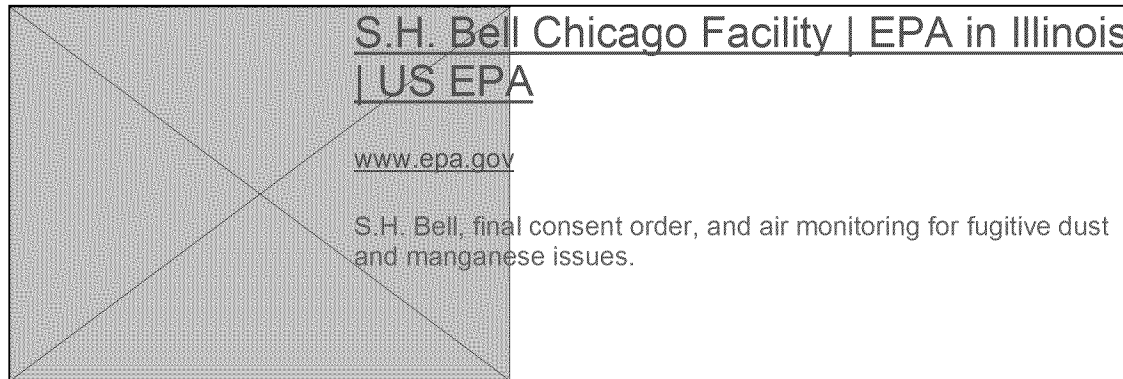 S.H. Bell Chicago Facility | EPA in Illinois
| US EPA
www.epa.gov
S.H. Bell, final consent order, and air monitoring for fugitive dust
and manganese issues.